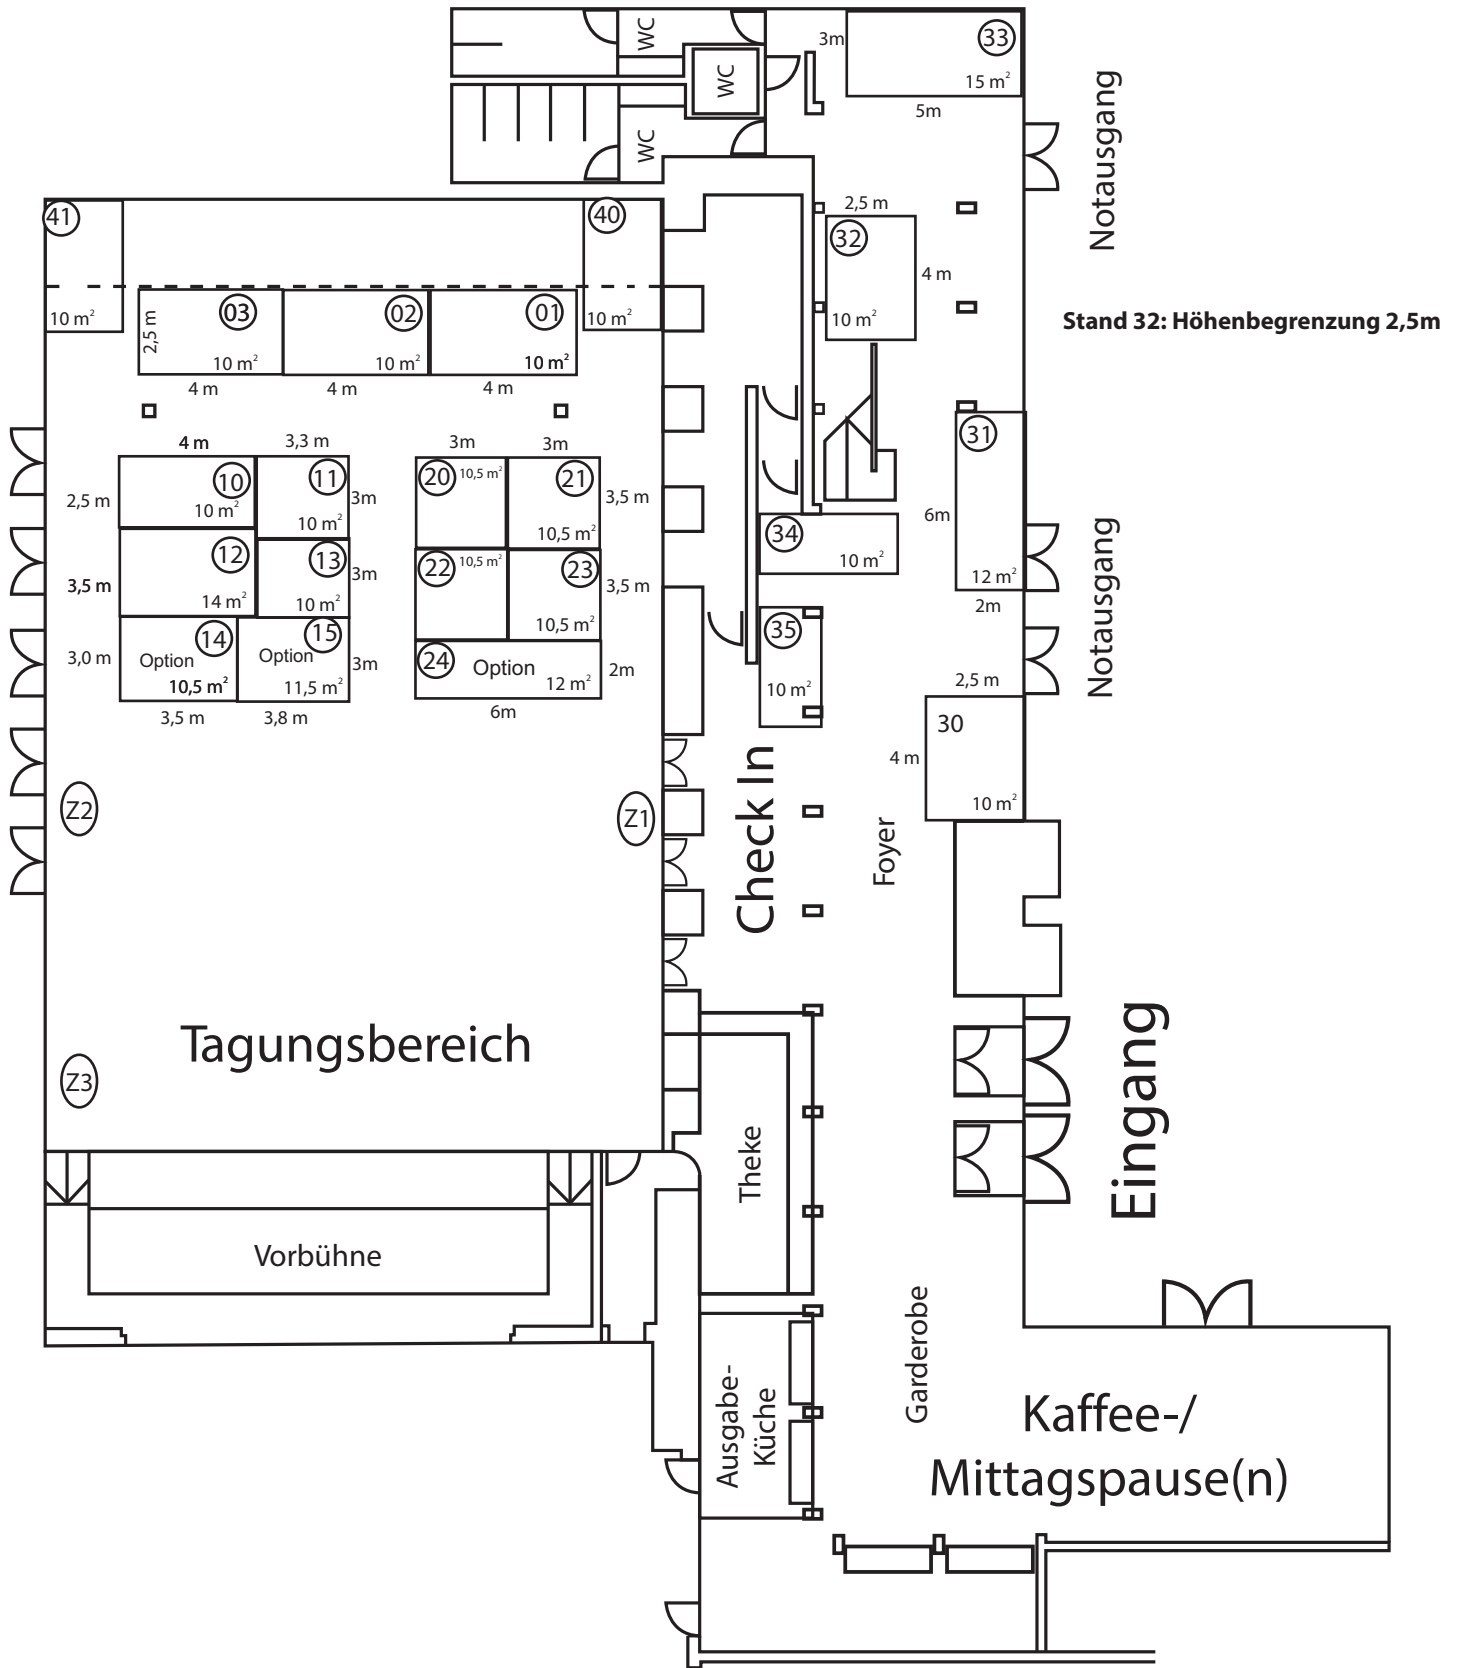 WC
WC
WC
3m
33
15 m²
5m
Notausgang
41
10 m²
40
10 m²
2,5 m
32
4 m
10 m²
Stand 32: Höhenbegrenzung 2,5m
2,5 m
03
10 m²
4 m
02
10 m²
4 m
01
10 m²
4 m
4 m
3,3 m
2,5 m
10
10 m²
11
10 m²
3m
3,5 m
12
14 m²
13
10 m²
3m
3,0 m
14
Option
10,5 m²
15
Option
11,5 m²
3m
3,5 m
3,8 m
3m
3m
20
10,5 m²
21
10,5 m²
3,5 m
22
10,5 m²
23
10,5 m²
3,5 m
24
Option
12 m²
2m
6m
31
6m
12 m²
2m
34
10 m²
35
10 m²
Notausgang
2,5 m
30
4 m
10 m²
Z2
Z1
Check In
Foyer
Tagungsbereich
Z3
Eingang
Theke
Vorbühne
Garderobe
Ausgabe-
Küche
Kaffee-/
Mittagspause(n)